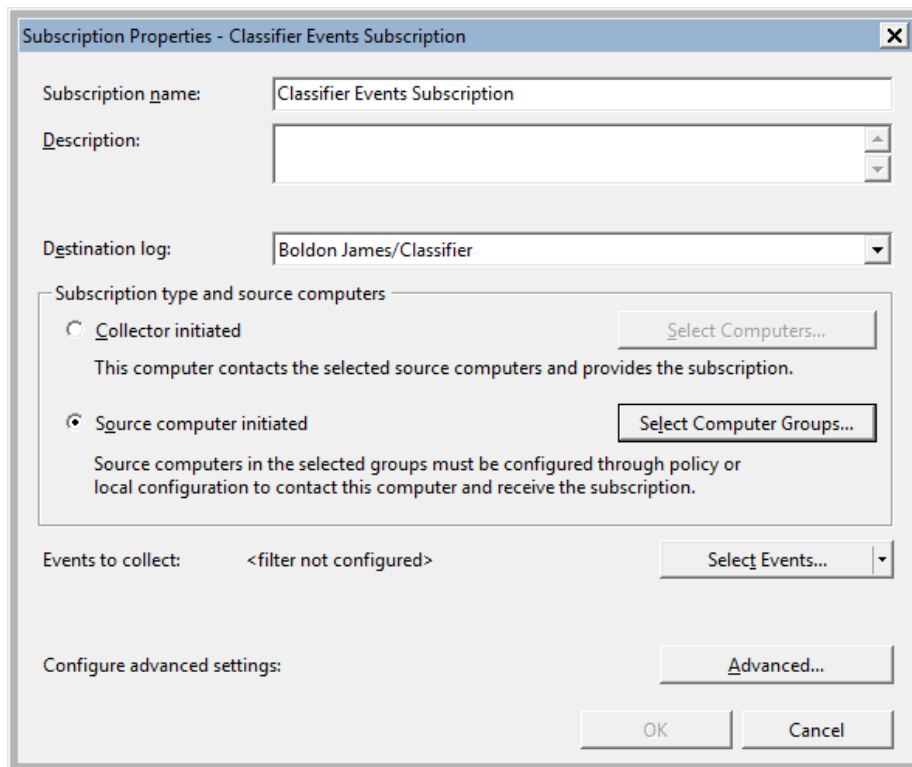 Subscription Properties - Classifier Events Subscription
Subscription name: Classifier Events Subscription
Description:
Destination log: Boldon James/Classifier
Subscription type and source computers
Collector initiated Select Computers...
This computer contacts the selected source computers and provides the subscription.
Source computer initiated Select Computer Groups...
Source computers in the selected groups must be configured through policy or
local configuration to contact this computer and receive the subscription.
Events to collect: <filter not configured> Select Events...
Configure advanced settings: Advanced...
OK Cancel